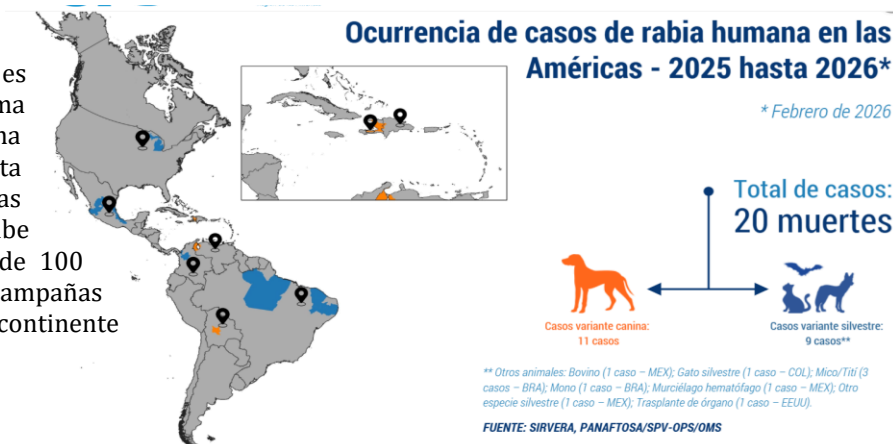 es
ma
na
ta
as
be
de 100
campañas
continente
Ocurrencia de casos de rabia humana en las
Américas - 2025 hasta 2026*
* Febrero de 2026
Total de casos:
20 muertes
Casos variante canina:
11 casos
Casos variante silvestre:
9 casos**
** Otros animales: Bovino (1 caso – MEX); Gato silvestre (1 caso – COL); Mico/Tití (3
casos – BRA); Mono (1 caso – BRA); Murciélago hematófago (1 caso – MEX); Otro
especie silvestre (1 caso – MEX); Trasplante de órgano (1 caso – EEUU).
FUENTE: SIRVERA, PANAFTOSA/SPV-OPS/OMS